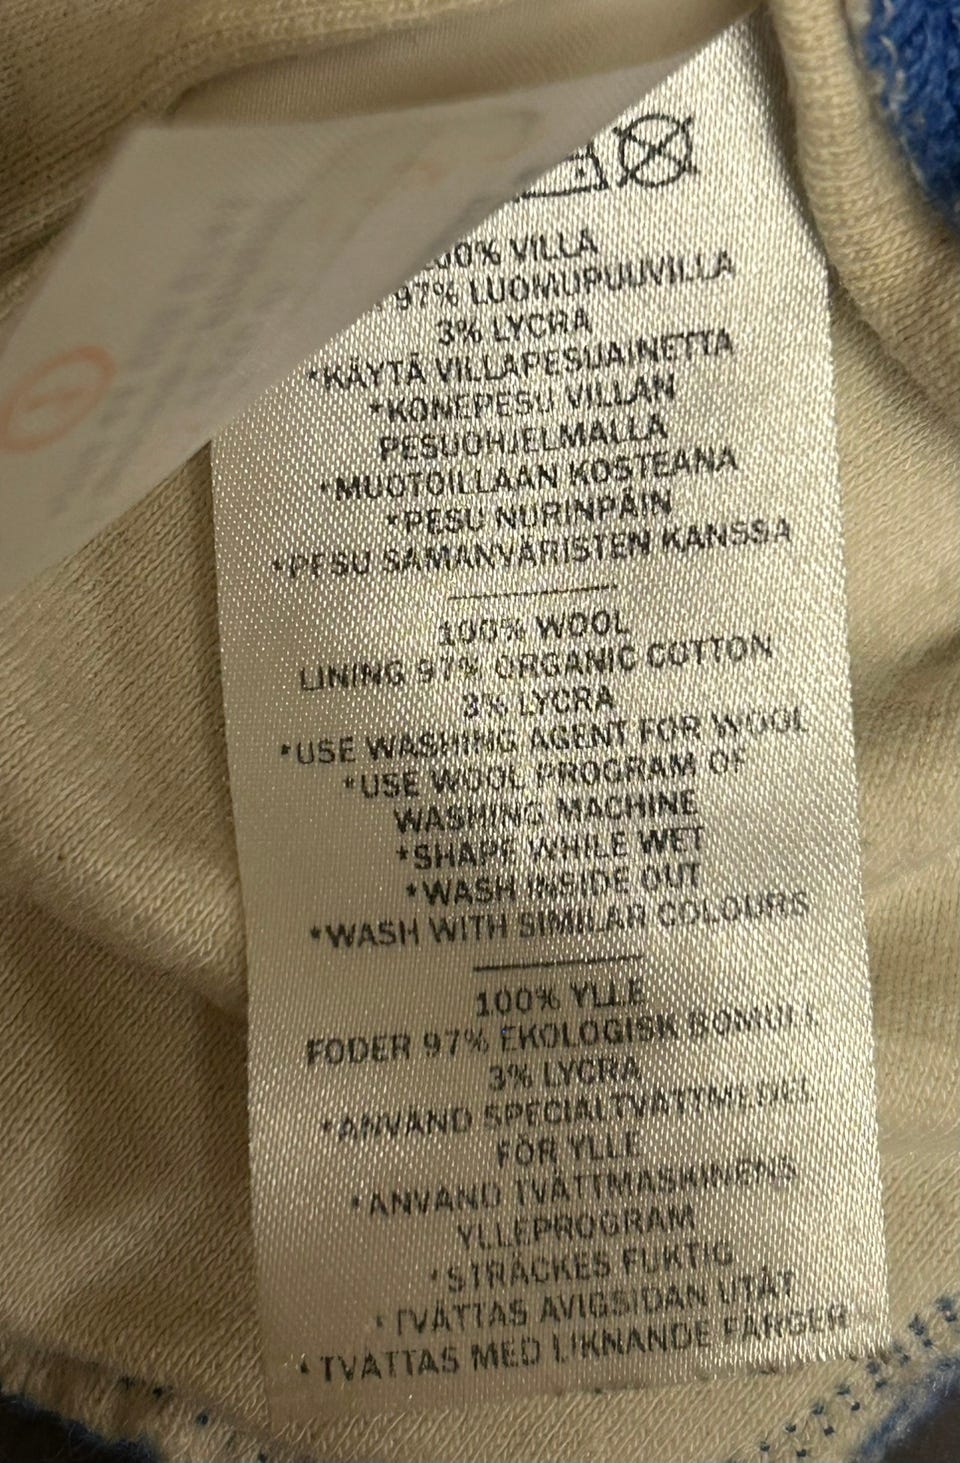 00% VILLA
97% LUOMUPUUVILLA
3% LYCRA
*KÄYTÄ VILLAPESUAINETTA
*KONEPESU VILLAN
PESUOHJELMALLA
*MUOTOILLAAN KOSTEANA
*PESU NURINPÄIN
*PESU SAMANVÄRISTEN KANSSA
100% WOOL
LINING 97% ORGANIC COTTON
3% LYCRA
*USE WASHING AGENT FOR WOOL
*USE WOOL PROGRAM OF
WASHING MACHINE
*SHAPE WHILE WET
*WASH INSIDE OUT
*WASH WITH SIMILAR COLOURS
100% YLLE
FODER 97% EKOLOGISK BOMULL
3% LYCRA
*ANVÄND SPECIALTVÄTTMEDEL
FÖR YLLE
*ANVÄND TVÄTTMASKINENS
YLLEPROGRAM
*STRÄCKES FUKTIG
*TVÄTTAS AVIGSIDAN UTÅT
*TVÄTTAS MED LIKNANDE FÄRGER